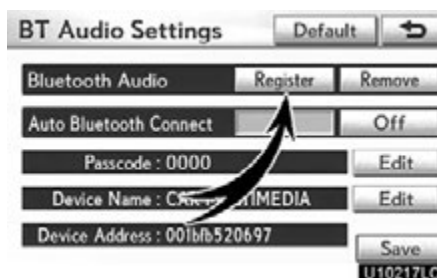 BT Audio Settings Default
Bluetooth Audio Register Remove
Auto Bluetooth Connect Off
Passcode : 0000 Edit
Device Name : Edit
Device Address : 001bfb520697
Save